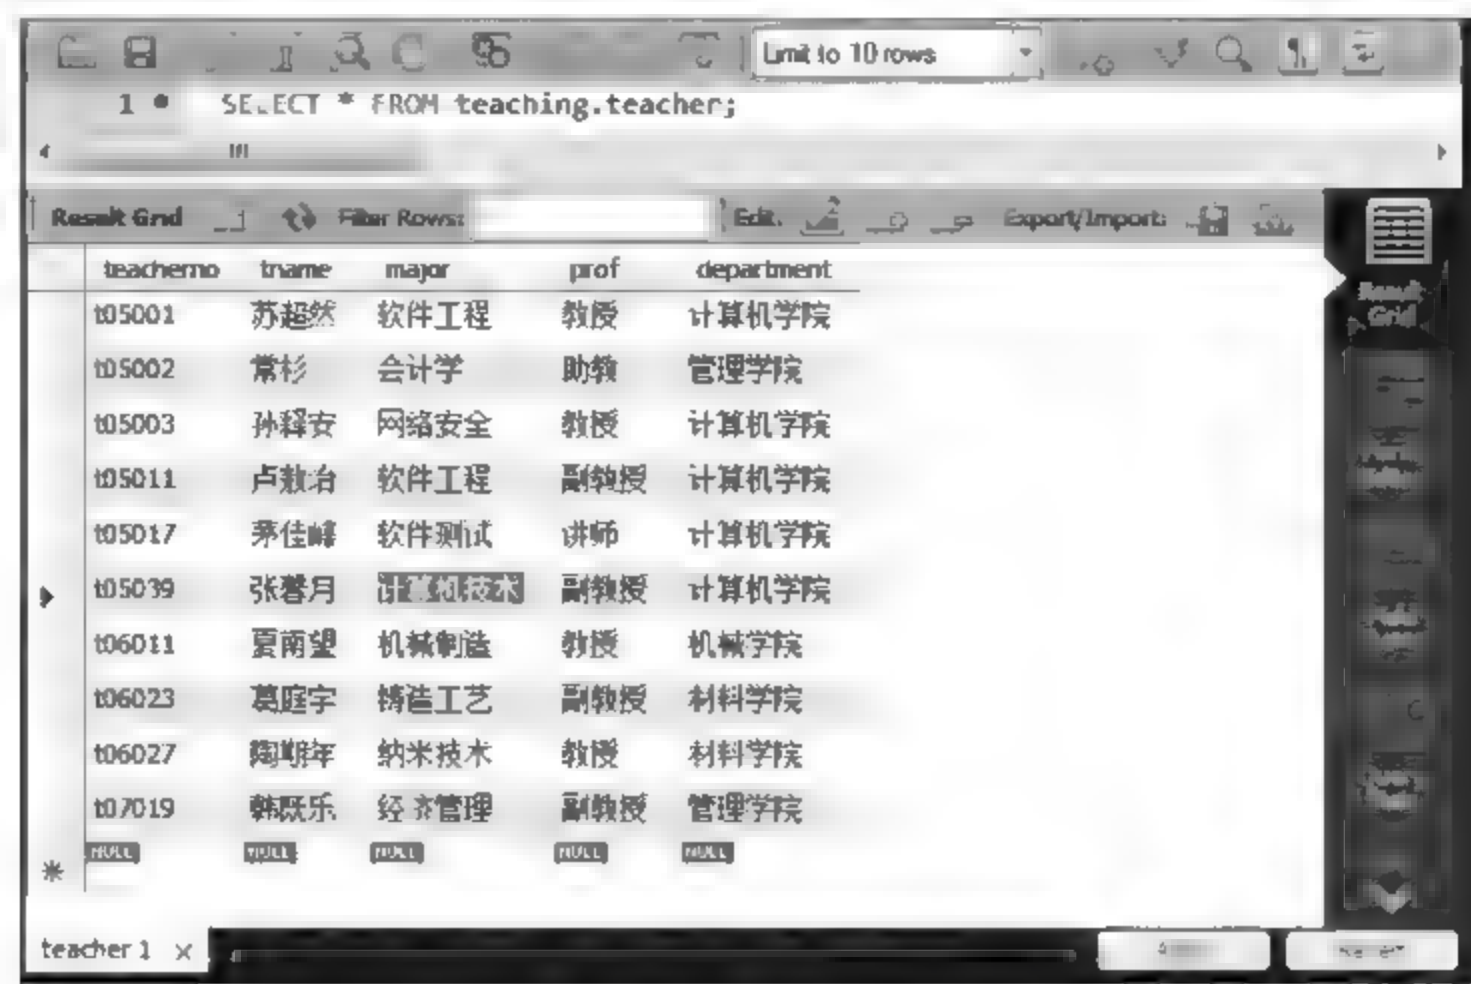 Limit to 10 rows
1 SELECT * FROM teaching.teacher;
Result Grid Filter Rows: Edit: Export/Import:
teacherno tname major prof department
Result
Grid
t05001 苏超然 软件工程 教授 计算机学院
t05002 常杉 会计学 助教 管理学院
t05003 孙释安 网络安全 教授 计算机学院
t05011 卢敖治 软件工程 副教授 计算机学院
t05017 茅佳峰 软件测试 讲师 计算机学院
t05039 张馨月 计算机技术 副教授 计算机学院
t06011 夏南望 机械制造 教授 机械学院
t06023 葛庭宇 铸造工艺 副教授 材料学院
t06027 陶期年 纳米技术 教授 材料学院
t07019 韩既乐 经济管理 副教授 管理学院
NULL NULL NULL NULL NULL
teacher 1 ×